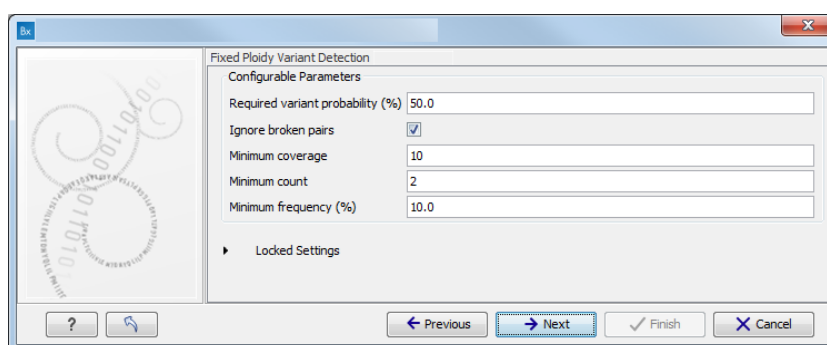 Bx
Fixed Ploidy Variant Detection
Configurable Parameters
Required variant probability (%) 50.0
Ignore broken pairs
Minimum coverage 10
Minimum count 2
Minimum frequency (%) 10.0
Locked Settings
? Previous Next Finish Cancel